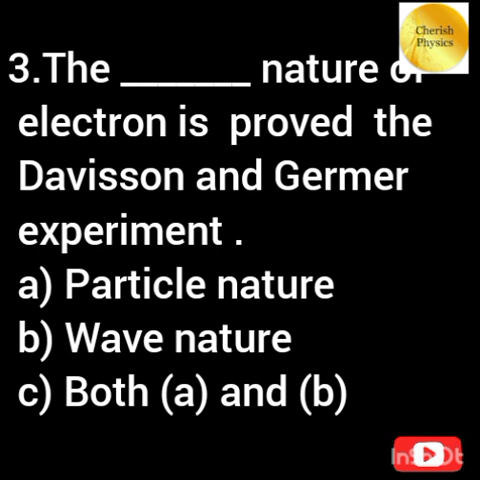 Cherish
Physics
3.The _______ nature of
electron is proved the
Davisson and Germer
experiment .
a) Particle nature
b) Wave nature
c) Both (a) and (b)